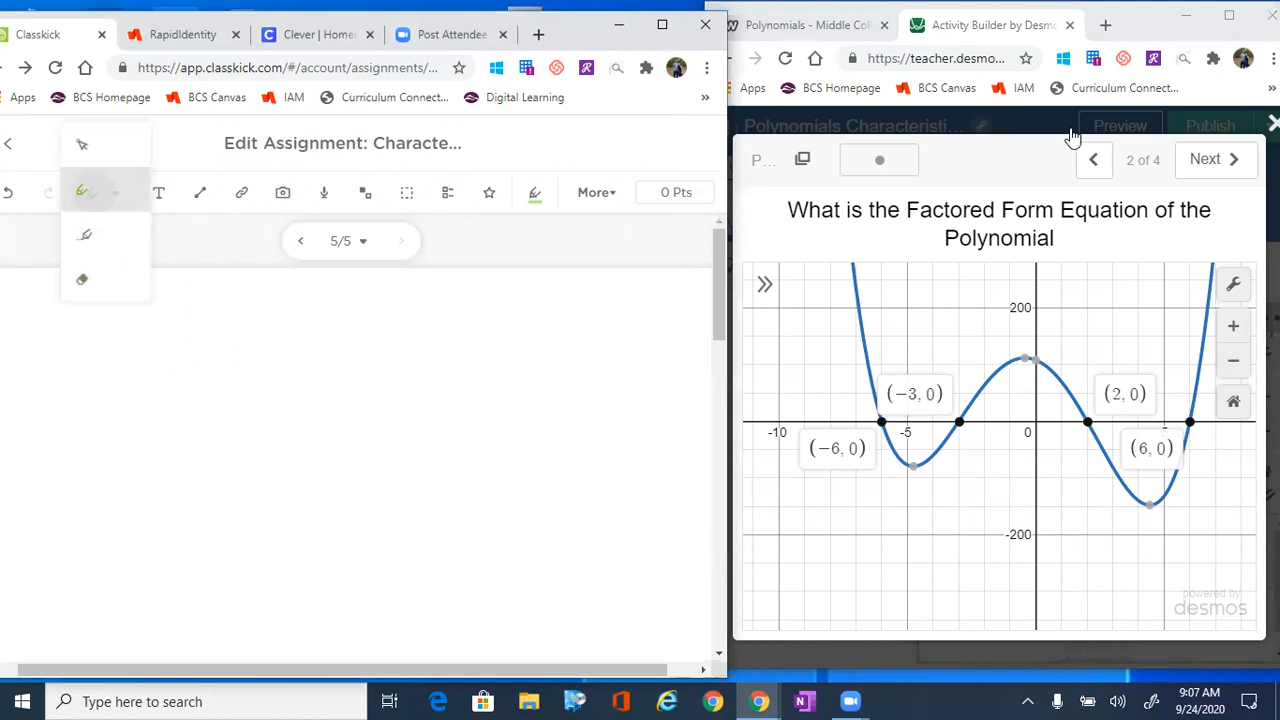 Classkick
RapidIdentity
Clever | Home
Post Attendee
https://app.classkick.com/#/account/assignments/...
Apps
BCS Homepage
BCS Canvas
IAM
Curriculum Connect...
Digital Learning
»
Edit Assignment: Characte...
T
More
0 Pts
5/5
Polynomials - Middle Col
Activity Builder by Desmo
https://teacher.desmo...
Apps
BCS Homepage
BCS Canvas
IAM
Curriculum Connect...
»
Polynomials Characteristi...
Preview
Publish
P...
2 of 4
Next
What is the Factored Form Equation of the
Polynomial
200
(−3, 0)
(2, 0)
-10
-5
0
(−6, 0)
(6, 0)
-200
powered by
desmos
Type here to search
9:07 AM
9/24/2020